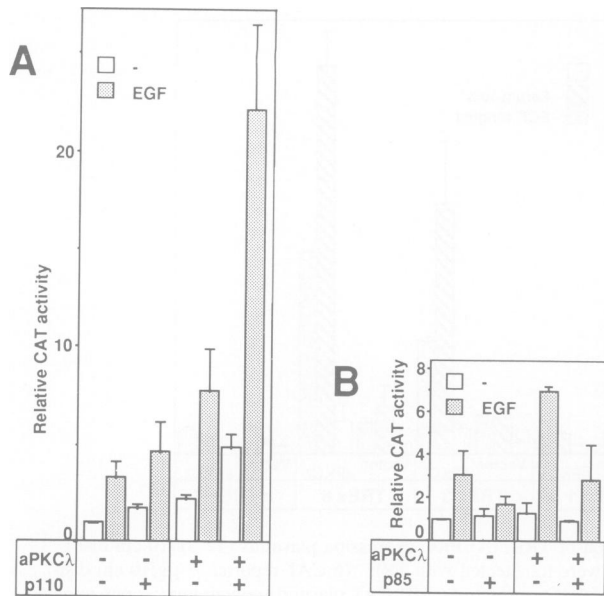 A
-
EGF
Relative CAT activity
20
10
0
aPKCλ - - + +
p110 - + - +
B
-
EGF
Relative CAT activity
8
6
4
2
0
aPKCλ - - + +
p85 - + - +